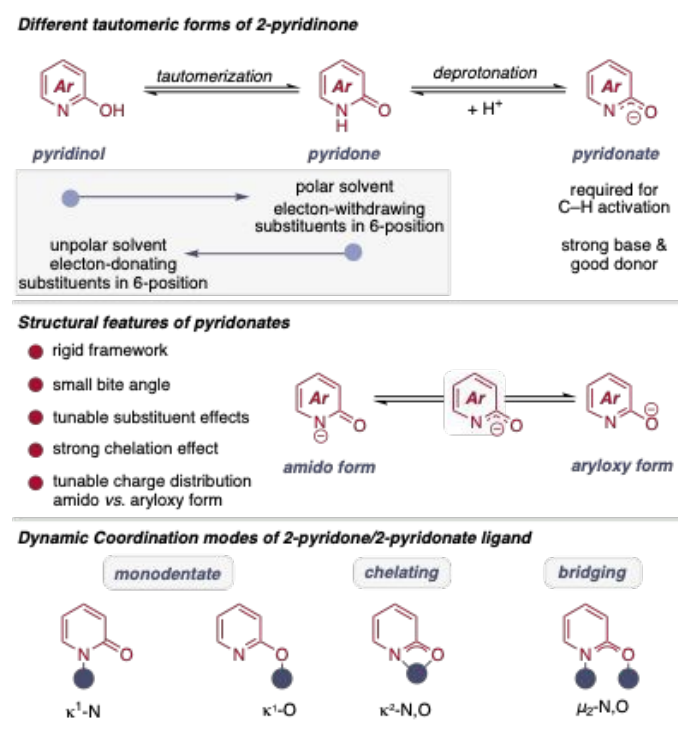 Different tautomeric forms of 2-pyridinone
Ar
N
OH
tautomerization
Ar
N
H
O
deprotonation
+ H⁺
Ar
N
O
⊖
pyridinol
pyridone
pyridonate
polar solvent
electon-withdrawing
substituents in 6-position
unpolar solvent
electon-donating
substituents in 6-position
required for
C–H activation
strong base &
good donor
Structural features of pyridonates
rigid framework
small bite angle
tunable substituent effects
strong chelation effect
tunable charge distribution
amido vs. aryloxy form
Ar
N
⊖
O
amido form
Ar
N
⊖
O
Ar
N
O
⊖
aryloxy form
Dynamic Coordination modes of 2-pyridone/2-pyridonate ligand
monodentate
chelating
bridging
N
O
N
O
N
O
N
O
κ¹-N
κ¹-O
κ²-N,O
μ₂-N,O